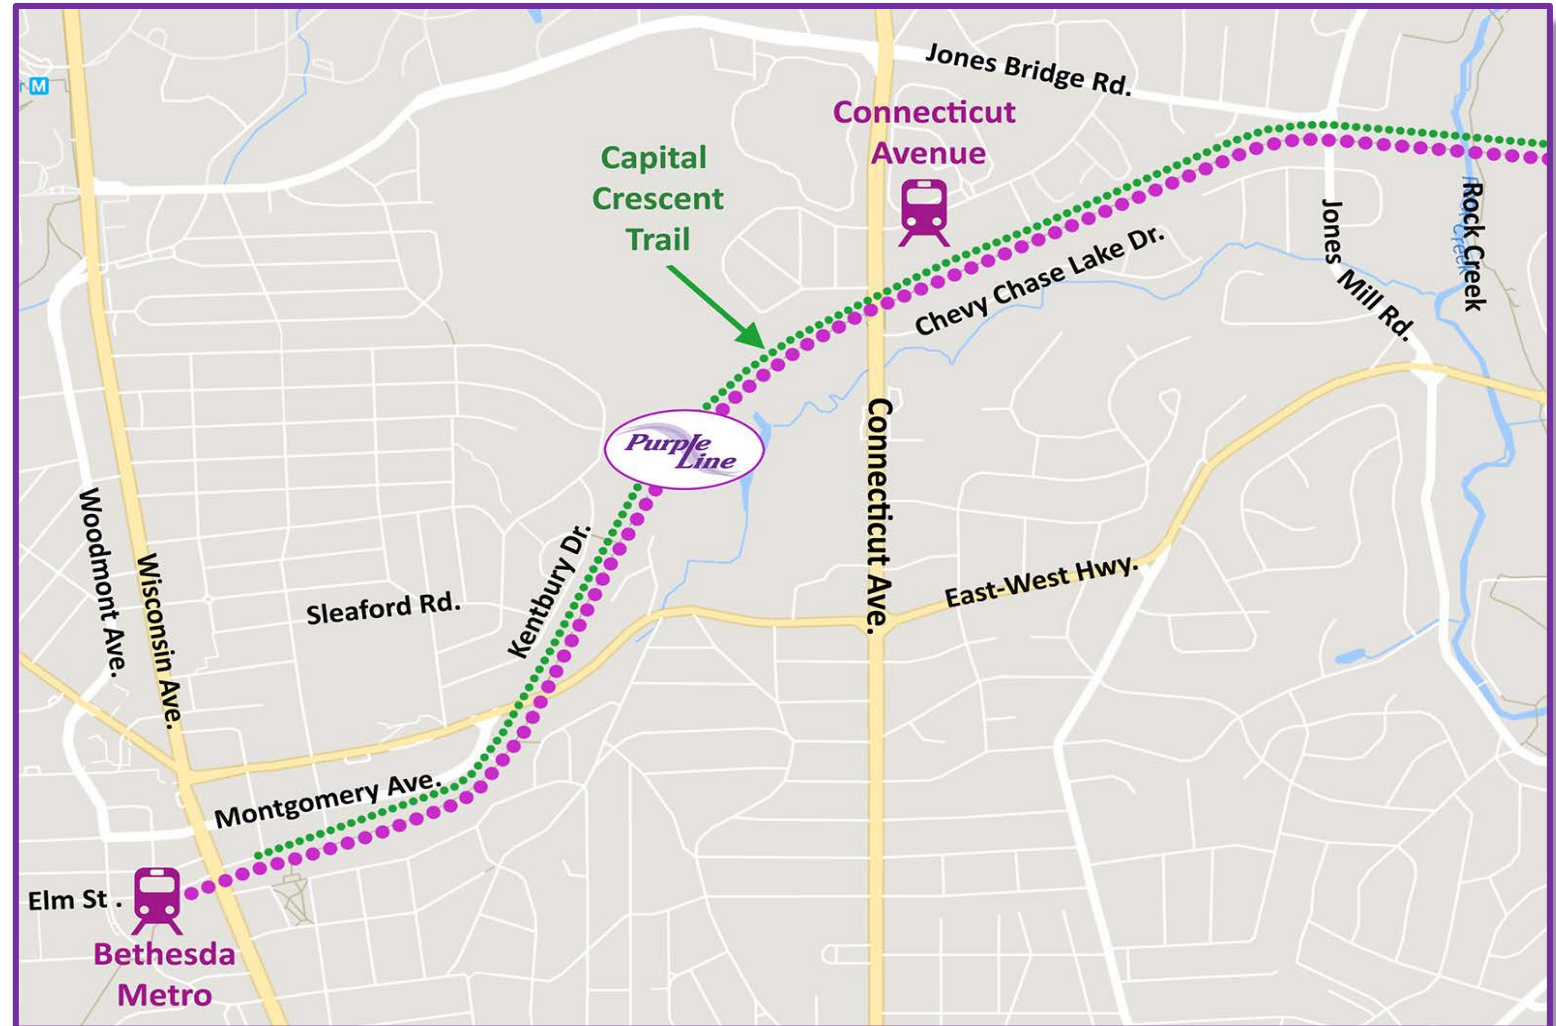 Jones Bridge Rd.
M
Connecticut
Avenue
Capital
Crescent
Trail
Rock Creek
Creek
Jones Mill Rd.
Chevy Chase Lake Dr.
Purple
Line
Connecticut Ave.
Woodmont Ave.
Wisconsin Ave.
Kentbury Dr.
East-West Hwy.
Sleaford Rd.
Montgomery Ave.
Elm St .
Bethesda
Metro